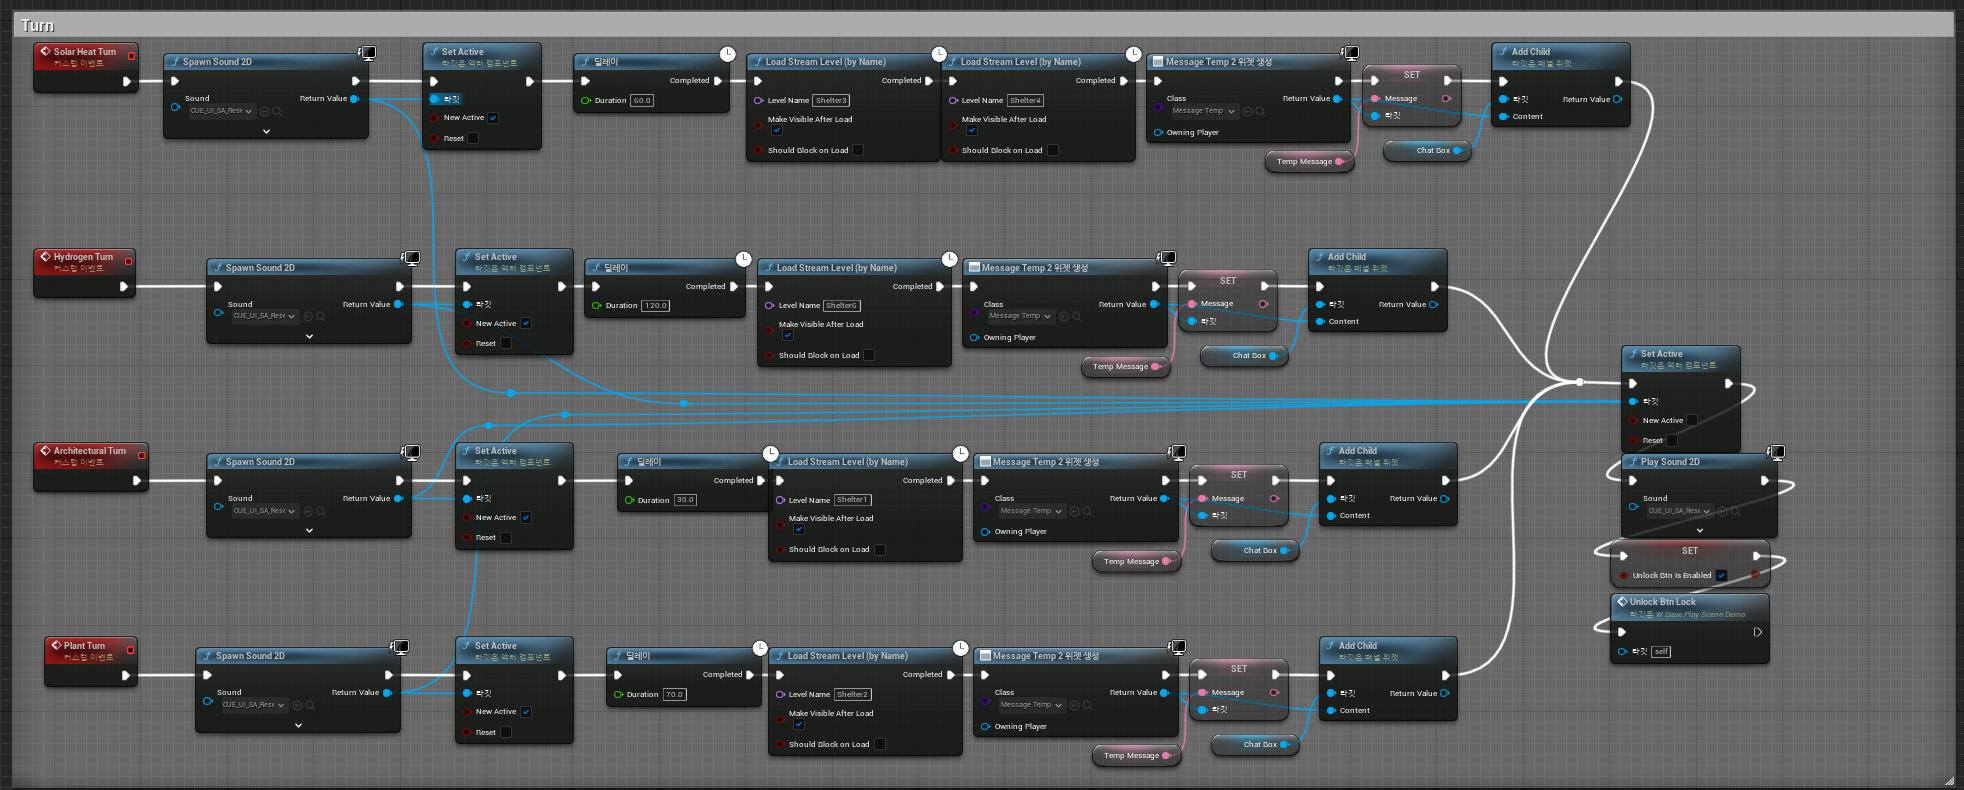 Turn
Solar Heat Turn
커스텀 이벤트
Spawn Sound 2D
Sound
CUE_UI_SA_Rese
Return Value
Set Active
타깃은 액터 컴포넌트
타깃
New Active
Reset
딜레이
Completed
Duration 60.0
Load Stream Level (by Name)
Completed
Level Name Shelter3
Make Visible After Load
Should Block on Load
Load Stream Level (by Name)
Completed
Level Name Shelter4
Make Visible After Load
Should Block on Load
Message Temp 2 위젯 생성
Class
Message Temp
Return Value
Owning Player
SET
Message
타깃
Temp Message
Chat Box
Add Child
타깃은 패널 위젯
타깃
Return Value
Content
Hydrogen Turn
커스텀 이벤트
Spawn Sound 2D
Sound
CUE_UI_SA_Rese
Return Value
Set Active
타깃은 액터 컴포넌트
타깃
New Active
Reset
딜레이
Completed
Duration 120.0
Load Stream Level (by Name)
Completed
Level Name Shelter6
Make Visible After Load
Should Block on Load
Message Temp 2 위젯 생성
Class
Message Temp
Return Value
Owning Player
SET
Message
타깃
Temp Message
Chat Box
Add Child
타깃은 패널 위젯
타깃
Return Value
Content
Architectural Turn
커스텀 이벤트
Spawn Sound 2D
Sound
CUE_UI_SA_Rese
Return Value
Set Active
타깃은 액터 컴포넌트
타깃
New Active
Reset
딜레이
Completed
Duration 30.0
Load Stream Level (by Name)
Completed
Level Name Shelter1
Make Visible After Load
Should Block on Load
Message Temp 2 위젯 생성
Class
Message Temp
Return Value
Owning Player
SET
Message
타깃
Temp Message
Chat Box
Add Child
타깃은 패널 위젯
타깃
Return Value
Content
Plant Turn
커스텀 이벤트
Spawn Sound 2D
Sound
CUE_UI_SA_Rese
Return Value
Set Active
타깃은 액터 컴포넌트
타깃
New Active
Reset
딜레이
Completed
Duration 70.0
Load Stream Level (by Name)
Completed
Level Name Shelter2
Make Visible After Load
Should Block on Load
Message Temp 2 위젯 생성
Class
Message Temp
Return Value
Owning Player
SET
Message
타깃
Temp Message
Chat Box
Add Child
타깃은 패널 위젯
타깃
Return Value
Content
Set Active
타깃은 액터 컴포넌트
타깃
New Active
Reset
Play Sound 2D
Sound
CUE_UI_SA_Rese
SET
Unlock Btn Is Enabled
Unlock Btn Lock
타깃은 W Base Play Scene Demo
타깃 self